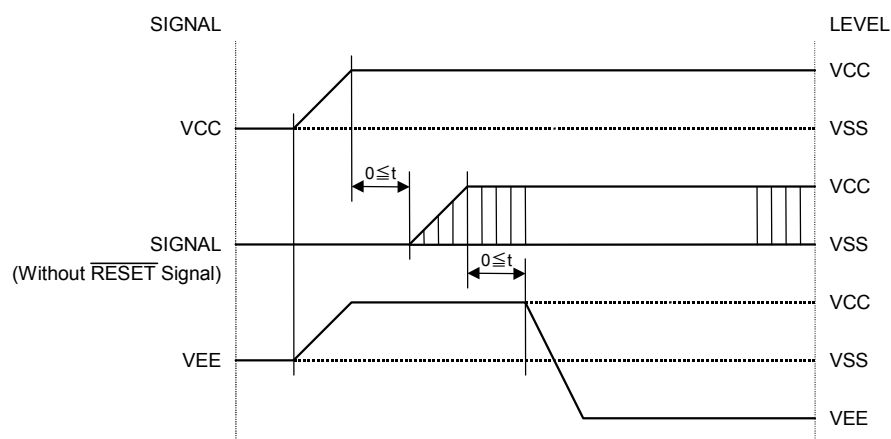 SIGNAL LEVEL
VCC
VCC VSS
0≦t
VCC
SIGNAL VSS
(Without RESET Signal)
0≦t
VCC
VEE VSS
VEE